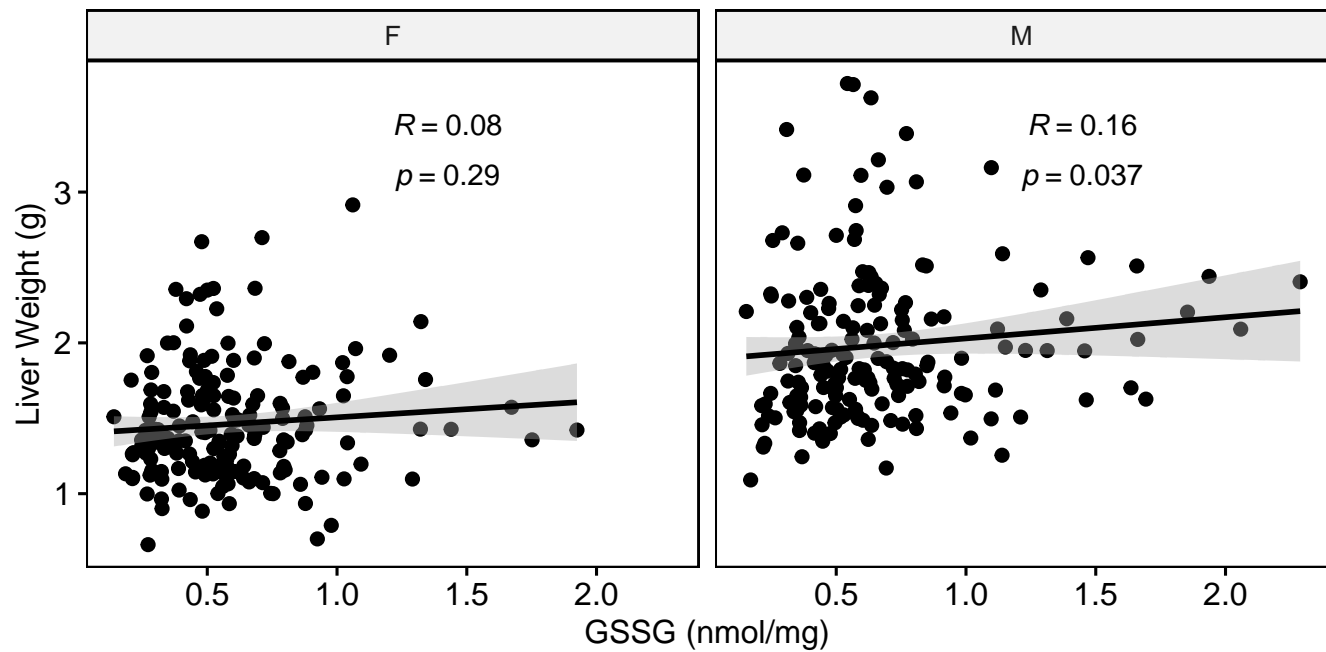 F
M
R = 0.08
p = 0.29
R = 0.16
p = 0.037
3
2
1
Liver Weight (g)
0.5 1.0 1.5 2.0
0.5 1.0 1.5 2.0
GSSG (nmol/mg)